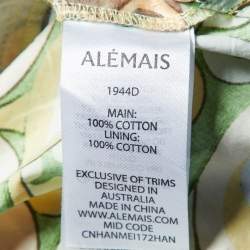 ALÉMAIS
1944D
MAIN:
100% COTTON
LINING:
100% COTTON
EXCLUSIVE OF TRIMS
DESIGNED IN
AUSTRALIA
MADE IN CHINA
WWW.ALEMAIS.COM
MID CODE
CNHANMEI172HAN